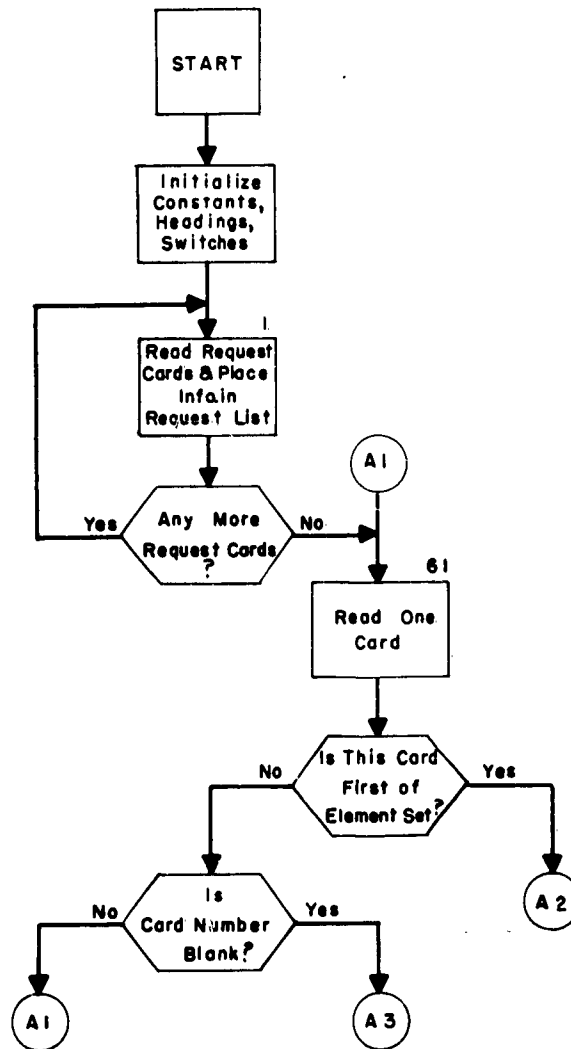 START
Initialize
Constants,
Headings,
Switches
1
Read Request
Cards & Place
Info in
Request List
A1
Yes
Any More
Request Cards
?
No
61
Read One
Card
No
Is This Card
First of
Element Set?
Yes
A2
No
Is
Card Number
Blank?
Yes
A1
A3